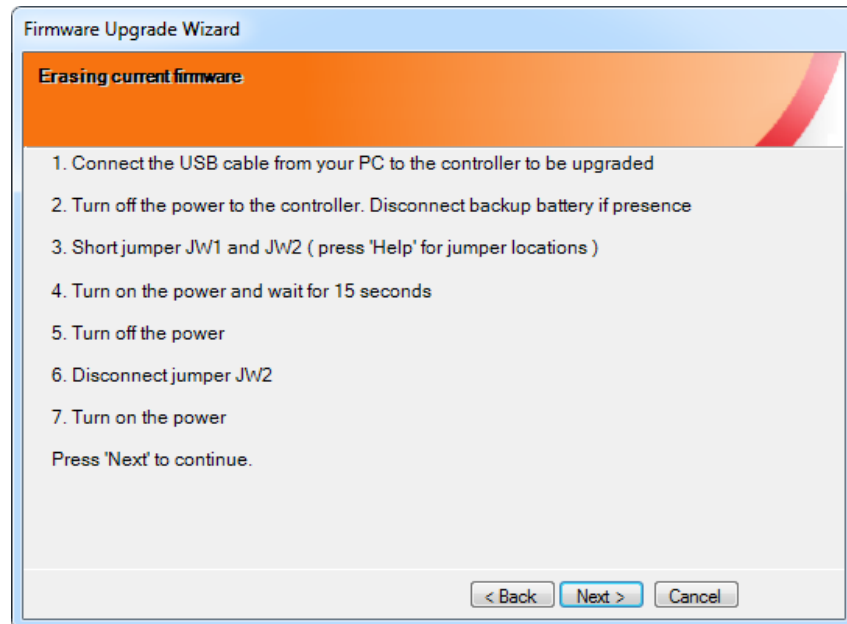 Firmware Upgrade Wizard
Erasing current firmware
1. Connect the USB cable from your PC to the controller to be upgraded
2. Turn off the power to the controller. Disconnect backup battery if presence
3. Short jumper JW1 and JW2 ( press 'Help' for jumper locations )
4. Turn on the power and wait for 15 seconds
5. Turn off the power
6. Disconnect jumper JW2
7. Turn on the power
Press 'Next' to continue.
< Back Next > Cancel